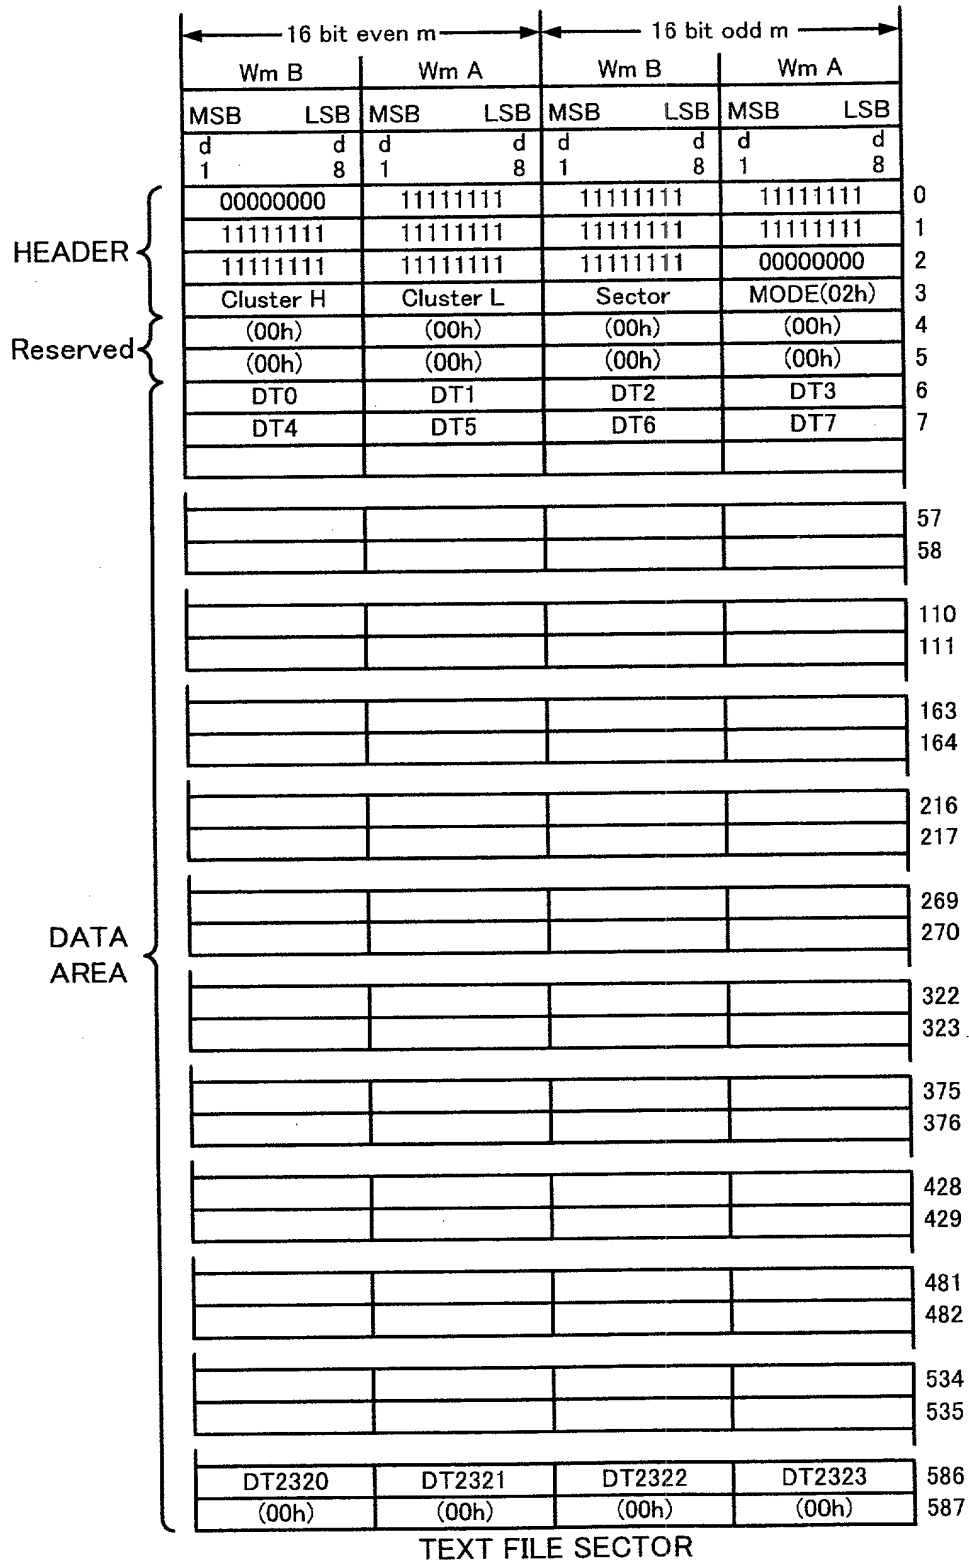 16 bit even m 16 bit odd m
Wm B Wm A Wm B Wm A
MSB LSB MSB LSB MSB LSB MSB LSB
d d d d d d d d
1 8 1 8 1 8 1 8
00000000 11111111 11111111 11111111 0
11111111 11111111 11111111 11111111 1
HEADER
11111111 11111111 11111111 00000000 2
Cluster H Cluster L Sector MODE(02h) 3
(00h) (00h) (00h) (00h) 4
Reserved
(00h) (00h) (00h) (00h) 5
DT0 DT1 DT2 DT3 6
DT4 DT5 DT6 DT7 7
57
58
110
111
163
164
216
217
269
270
DATA
AREA
322
323
375
376
428
429
481
482
534
535
DT2320 DT2321 DT2322 DT2323 586
(00h) (00h) (00h) (00h) 587
TEXT FILE SECTOR